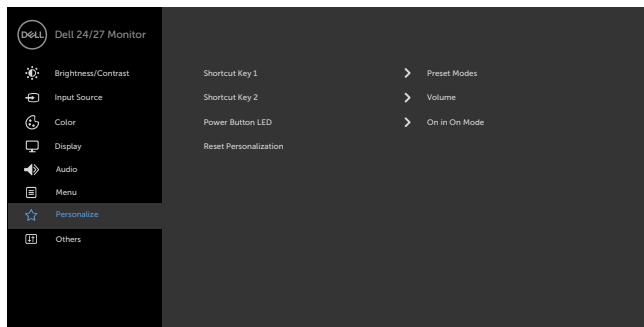 DELL Dell 24/27 Monitor
Brightness/Contrast Shortcut Key 1 Preset Modes
Input Source Shortcut Key 2 Volume
Color Power Button LED On in On Mode
Display Reset Personalization
Audio
Menu
Personalize
Others